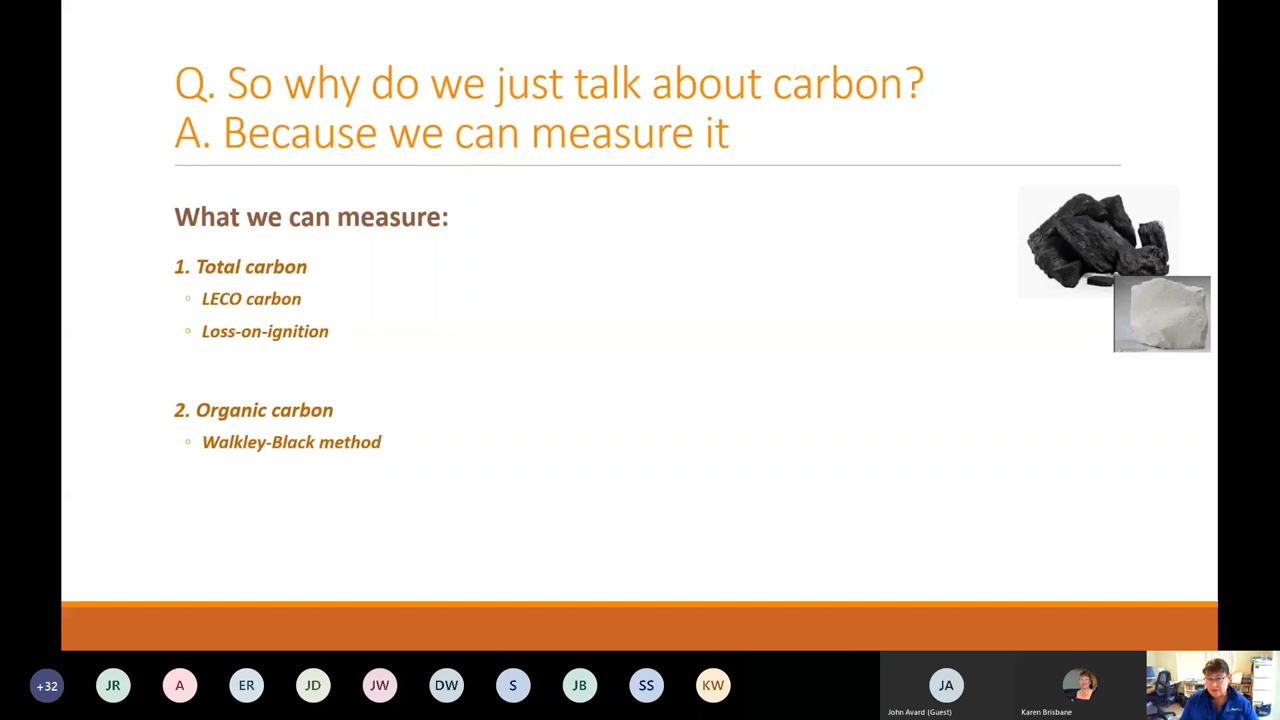 Q. So why do we just talk about carbon?
A. Because we can measure it
What we can measure:
1. Total carbon
◦ LECO carbon
◦ Loss-on-ignition
2. Organic carbon
◦ Walkley-Black method
+32
JR
A
ER
JD
JW
DW
S
JB
SS
KW
JA
John Avard (Guest)
Karen Brisbane